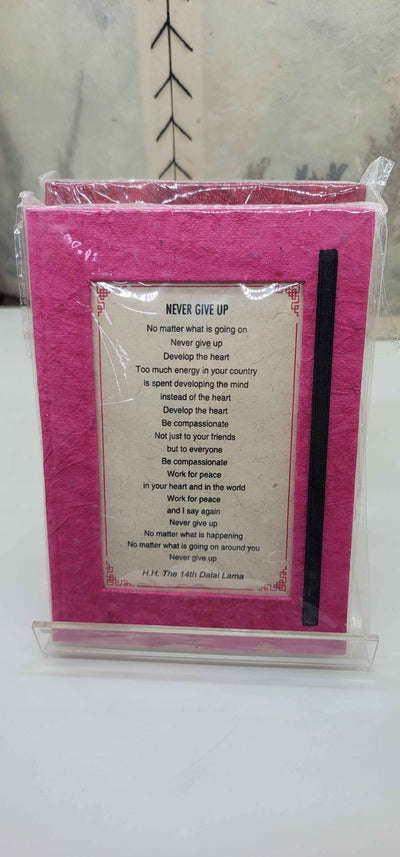 NEVER GIVE UP
No matter what is going on
Never give up
Develop the heart
Too much energy in your country
is spent developing the mind
instead of the heart
Develop the heart
Be compassionate
Not just to your friends
but to everyone
Be compassionate
Work for peace
in your heart and in the world
Work for peace
and I say again
Never give up
No matter what is happening
No matter what is going on around you
Never give up
H.H. The 14th Dalai Lama